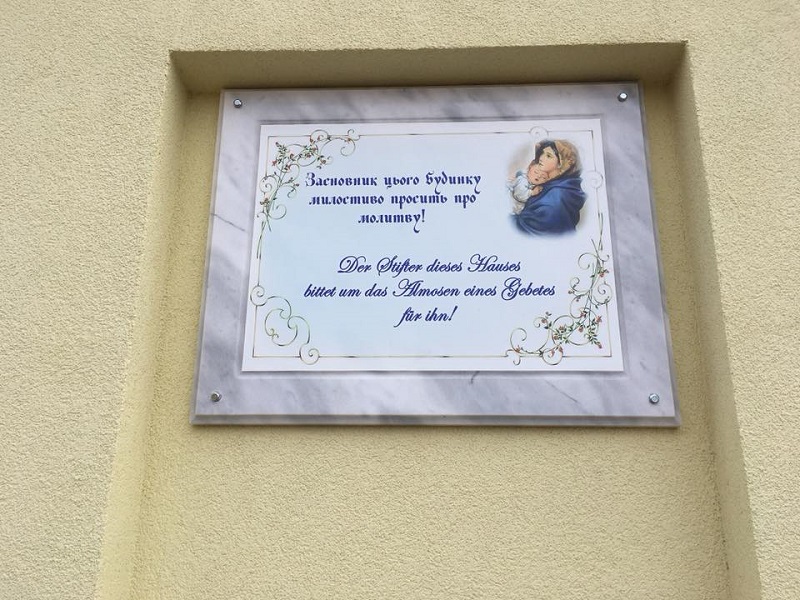 Засновник цього будинку
милостиво просить про
молитву!
Der Stifter dieses Hauses
bittet um das Almosen eines Gebetes
für ihn!